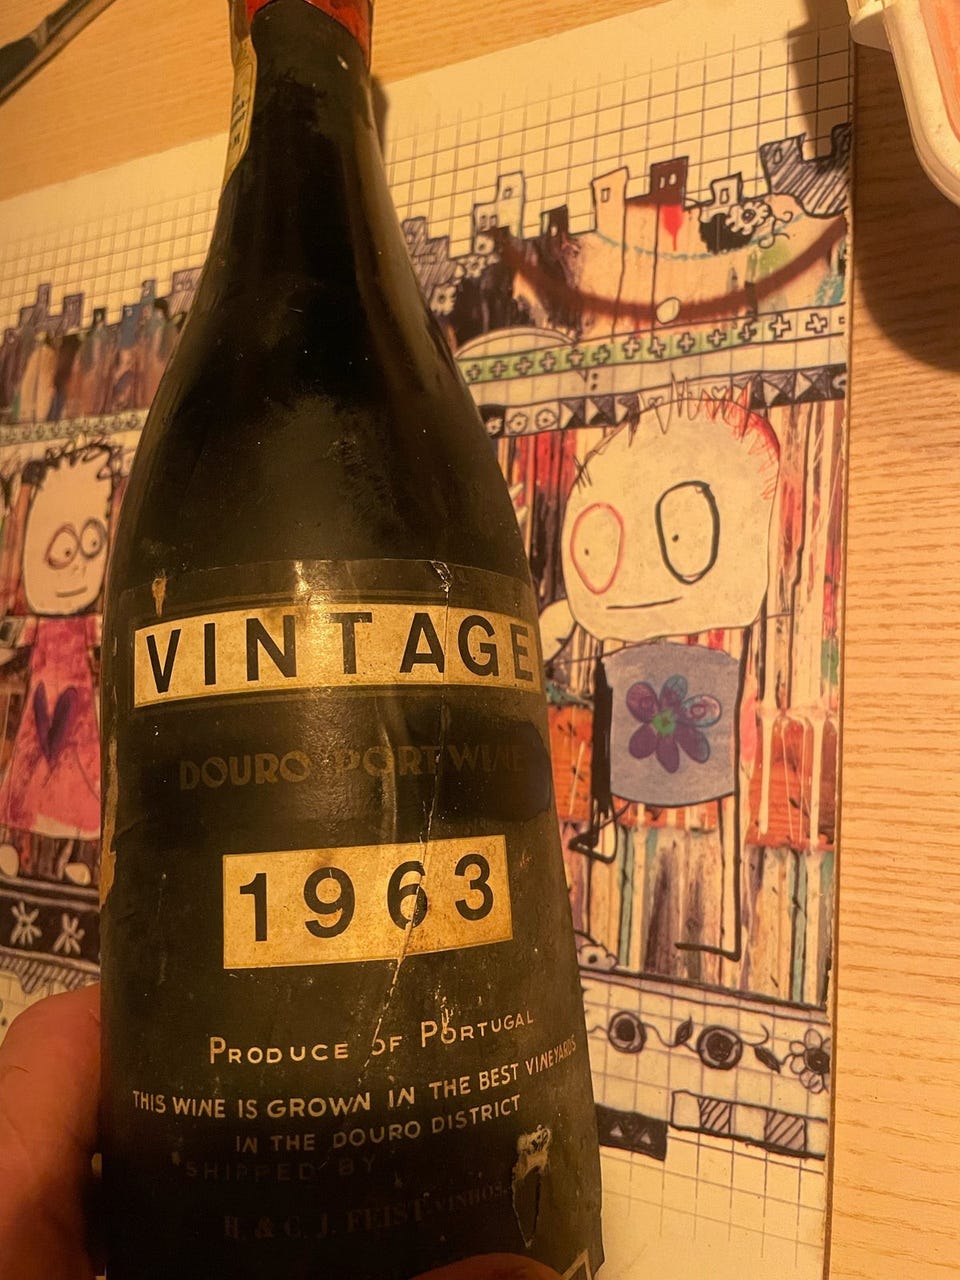 VINTAGE
DOURO PORT WINE
1963
PRODUCE OF PORTUGAL
THIS WINE IS GROWN IN THE BEST VINEYARDS
IN THE DOURO DISTRICT
SHIPPED BY
H. & C. J. FEIST VINHOS